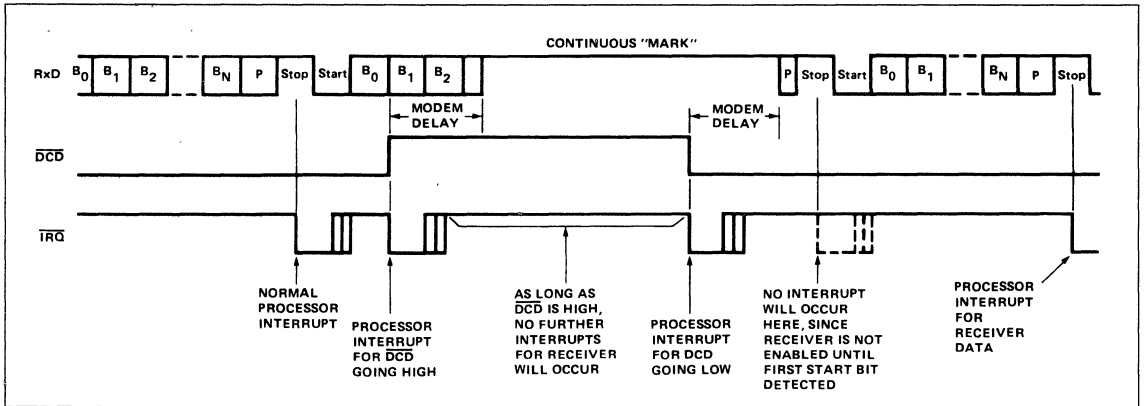 CONTINUOUS "MARK"
RxD B0 B1 B2 BN P Stop Start B0 B1 B2 P Stop Start B0 B1 BN P Stop
MODEM DELAY
MODEM DELAY
DCD
IRQ
NORMAL
PROCESSOR
INTERRUPT
PROCESSOR
INTERRUPT
FOR DCD
GOING HIGH
AS LONG AS
DCD IS HIGH,
NO FURTHER
INTERRUPTS
FOR RECEIVER
WILL OCCUR
PROCESSOR
INTERRUPT
FOR DCD
GOING LOW
NO INTERRUPT
WILL OCCUR
HERE, SINCE
RECEIVER IS NOT
ENABLED UNTIL
FIRST START BIT
DETECTED
PROCESSOR
INTERRUPT
FOR
RECEIVER
DATA